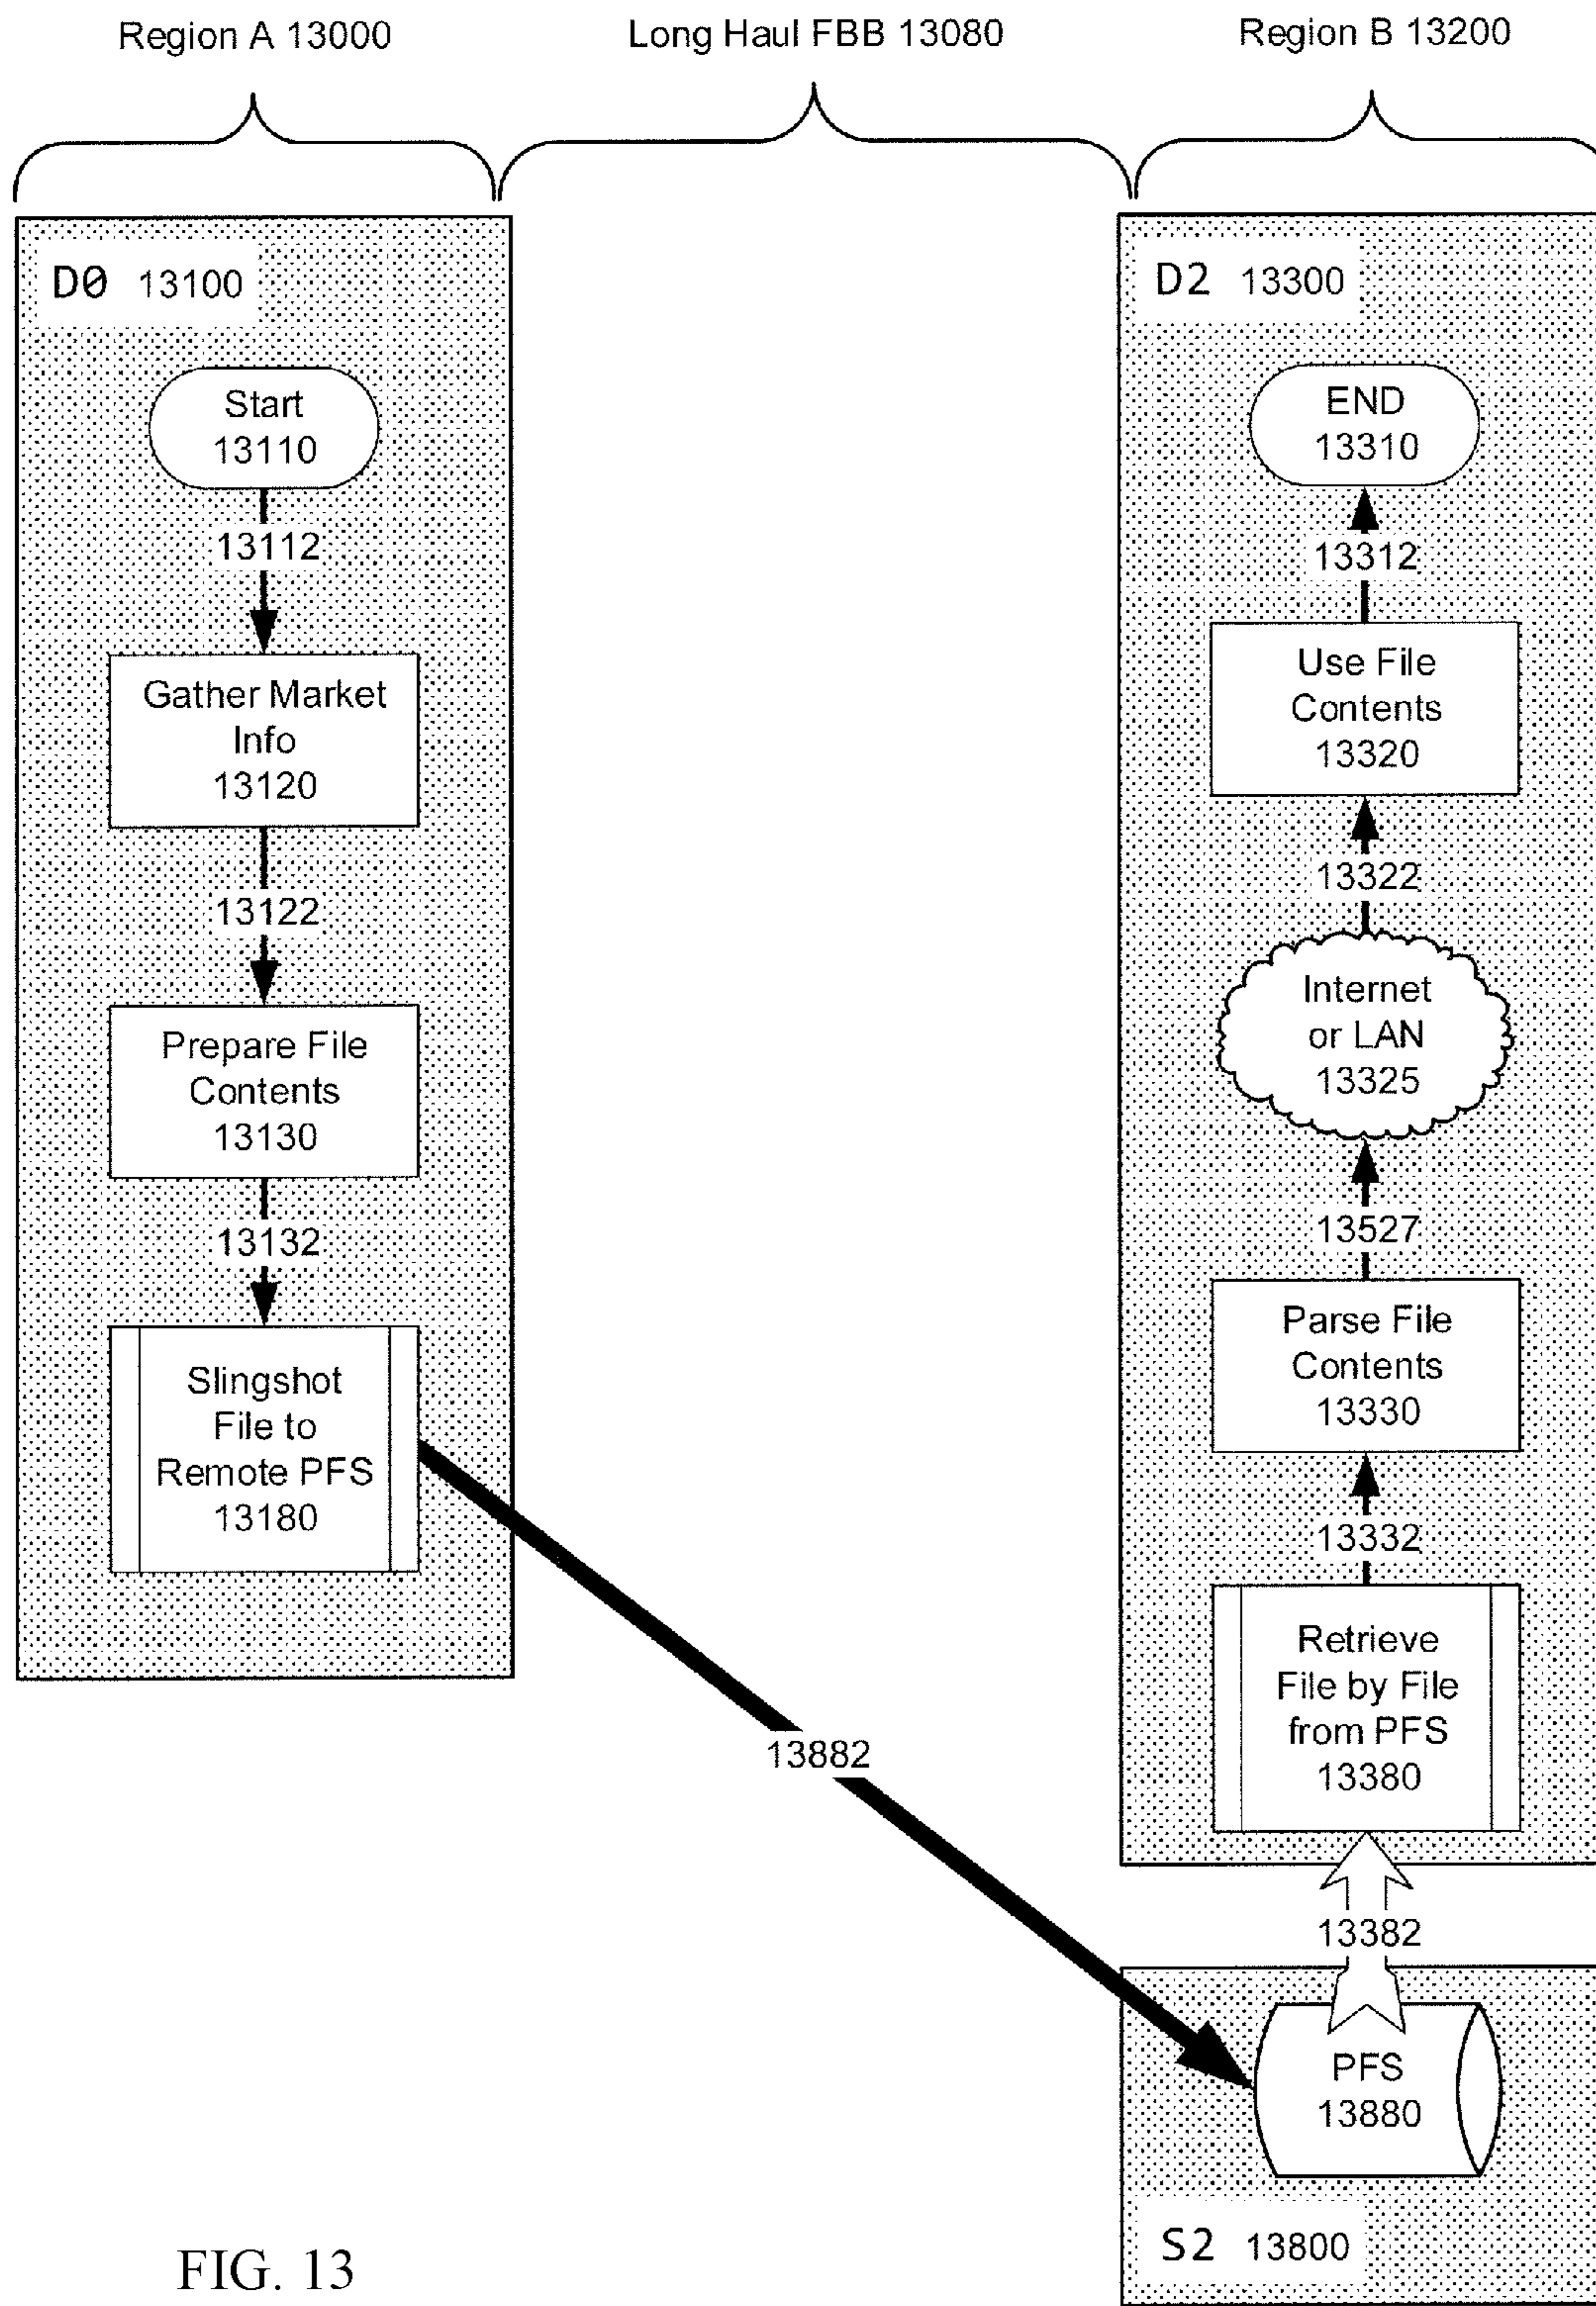 Region A 13000
Long Haul FBB 13080
Region B 13200
D0 13100
Start
13110
13112
Gather Market
Info
13120
13122
Prepare File
Contents
13130
13132
Slingshot
File to
Remote PFS
13180
13882
D2 13300
END
13310
13312
Use File
Contents
13320
13322
Internet
or LAN
13325
13527
Parse File
Contents
13330
13332
Retrieve
File by File
from PFS
13380
13382
PFS
13880
S2 13800
FIG. 13